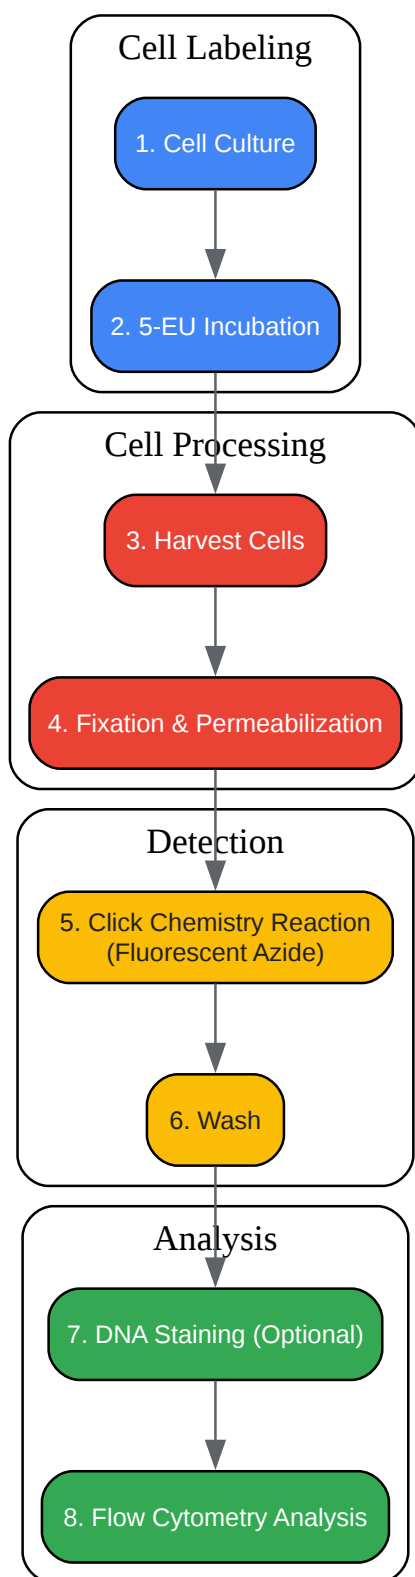 Cell Labeling
1. Cell Culture
2. 5-EU Incubation
Cell Processing
3. Harvest Cells
4. Fixation & Permeabilization
Detection
5. Click Chemistry Reaction
(Fluorescent Azide)
6. Wash
Analysis
7. DNA Staining (Optional)
8. Flow Cytometry Analysis